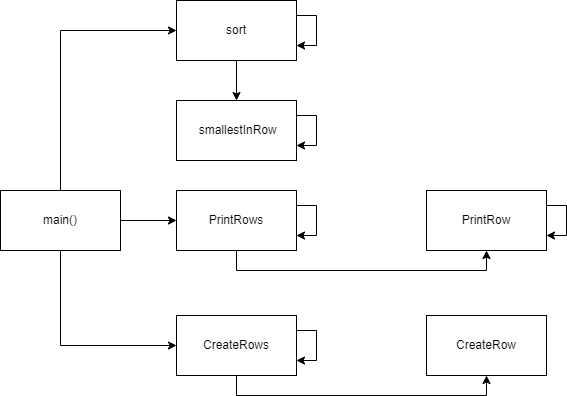 sort
smallestInRow
main()
PrintRows
PrintRow
CreateRows
CreateRow